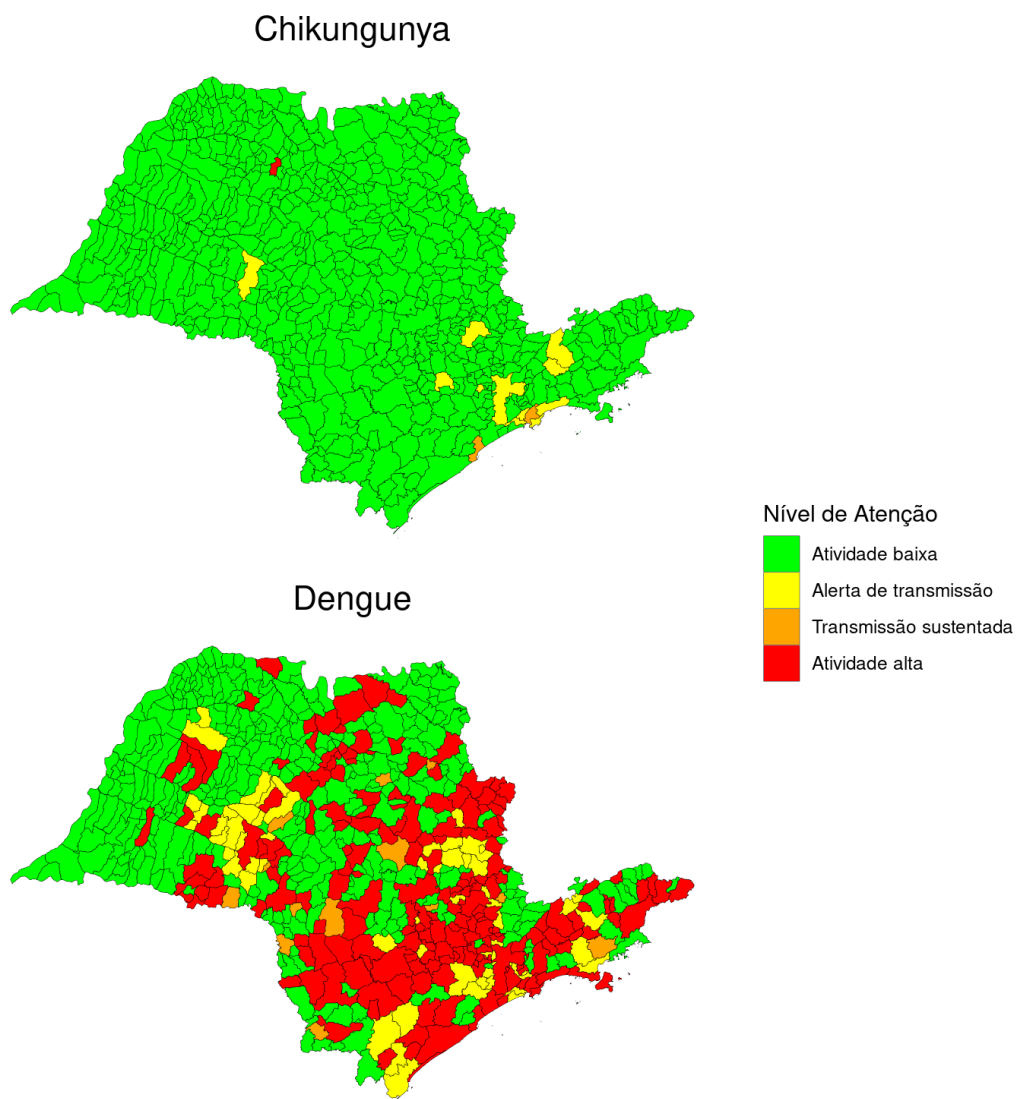 Chikungunya
Nível de Atenção
Atividade baixa
Alerta de transmissão
Transmissão sustentada
Atividade alta
Dengue